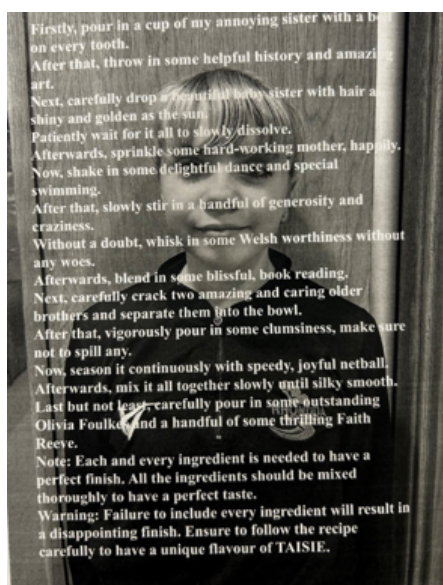 Firstly, pour in a cup of my annoying sister with a
on every tooth.
After that, throw in some helpful history and amazing
art.
Next, carefully drop a beautiful baby sister with hair a
shiny and golden as the sun.
Patiently wait for it all to slowly dissolve.
Afterwards, sprinkle some hard-working mother, happily.
Now, shake in some delightful dance and special
swimming.
After that, slowly stir in a handful of generosity and
craziness.
Without a doubt, whisk in some Welsh worthiness without
any woes.
Afterwards, blend in some blissful, book reading.
Next, carefully crack two amazing and caring older
brothers and separate them into the bowl.
After that, vigorously pour in some clumsiness, make sure
not to spill any.
Now, season it continuously with speedy, joyful netball.
Afterwards, mix it all together slowly until silky smooth.
Last but not least, carefully pour in some outstanding
Olivia Foulkes and a handful of some thrilling Faith
Reeve.
Note: Each and every ingredient is needed to have a
perfect finish. All the ingredients should be mixed
thoroughly to have a perfect taste.
Warning: Failure to include every ingredient will result in
a disappointing finish. Ensure to follow the recipe
carefully to have a unique flavour of TAISIE.